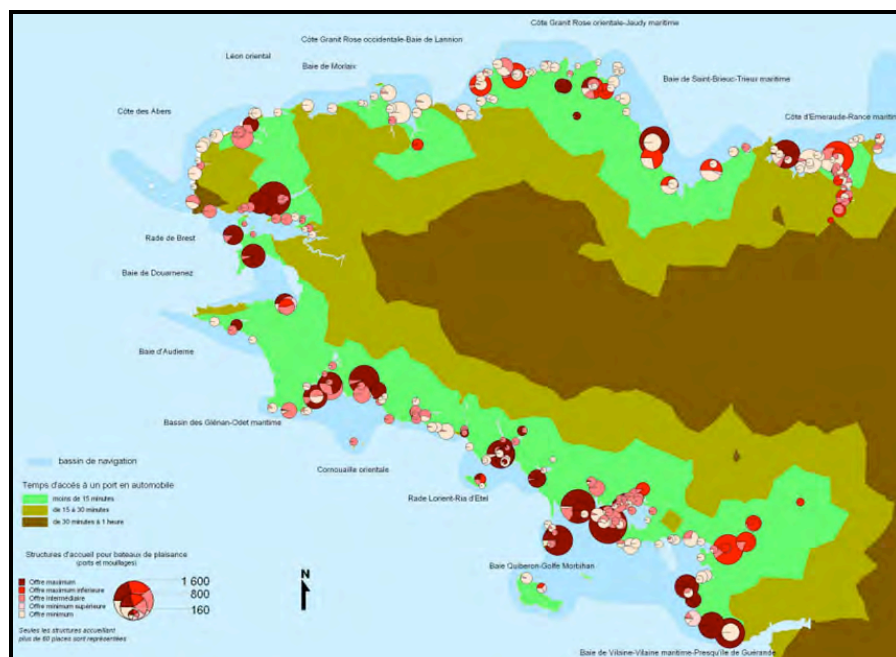 Côte Granit Rose orientale-Jaudy maritime
Côte Granit Rose occidentale-Baie de Lannion
Léon oriental
Baie de Morlaix
Baie de Saint-Brieuc-Trieux maritime
Côte des Abers
Côte d'Emeraude-Rance maritim
Rade de Brest
Baie de Douarnenez
Baie d'Audierne
Bassin des Glénan-Odet maritime
Cornouaille orientale
Rade Lorient-Ria d'Etel
Baie Quiberon-Golfe Morbihan
Baie de Vilaine-Vilaine maritime-Presqu'île de Guérande
bassin de navigation
Temps d'accès à un port en automobile
moins de 15 minutes
de 15 à 30 minutes
de 30 minutes à 1 heure
Structures d'accueil pour bateaux de plaisance
(ports et mouillages)
Offre maximum
Offre maximum inférieure
Offre intermédiaire
Offre minimum supérieure
Offre minimum
1 600
800
160
Seules les structures accueillant
plus de 60 places sont représentées
N